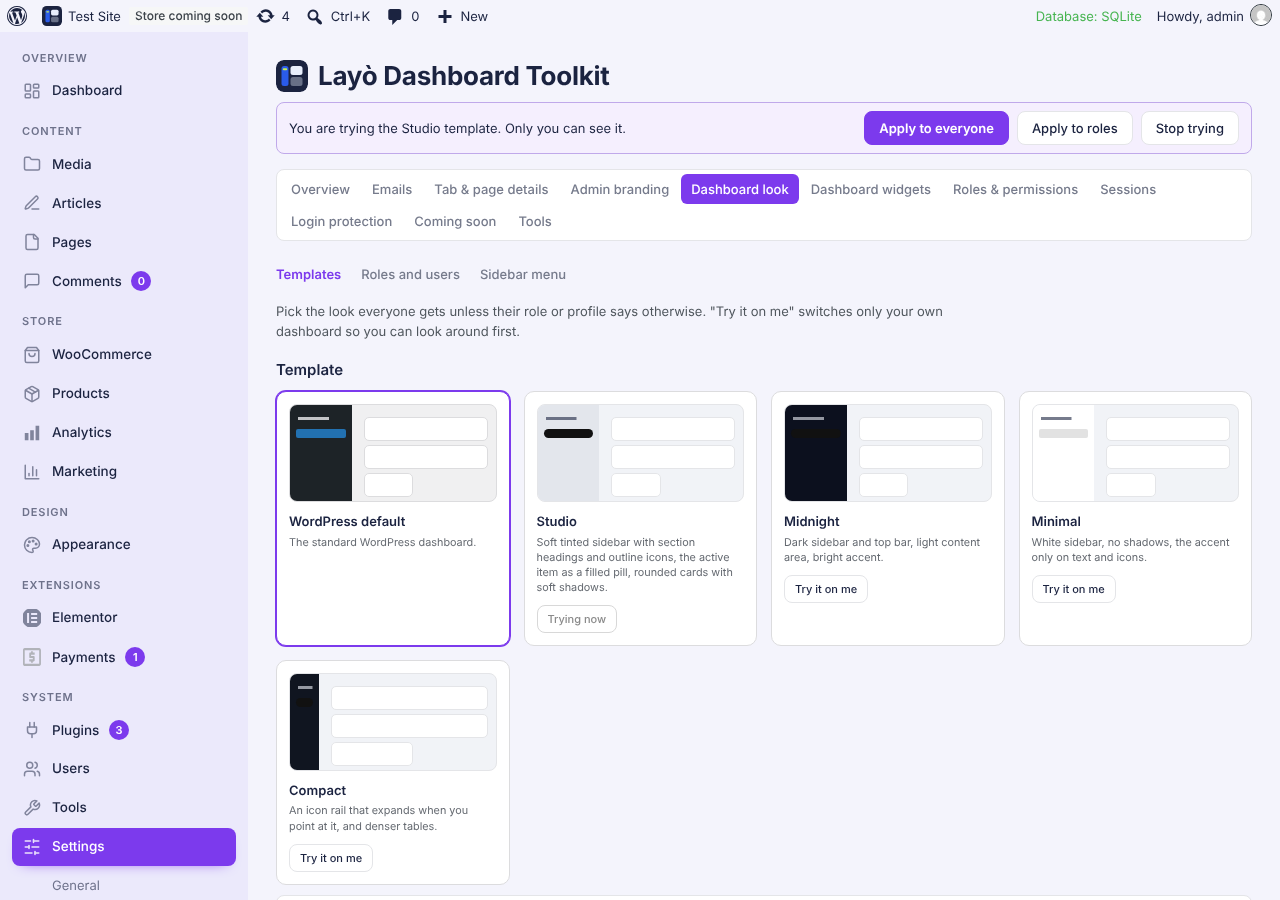 Test Site
Store coming soon
4
Ctrl+K
0
New
Database: SQLite
Howdy, admin
OVERVIEW
Dashboard
CONTENT
Media
Articles
Pages
Comments 0
STORE
WooCommerce
Products
Analytics
Marketing
DESIGN
Appearance
EXTENSIONS
Elementor
Payments 1
SYSTEM
Plugins 3
Users
Tools
Settings
General
Layò Dashboard Toolkit
You are trying the Studio template. Only you can see it.
Apply to everyone
Apply to roles
Stop trying
Overview
Emails
Tab & page details
Admin branding
Dashboard look
Dashboard widgets
Roles & permissions
Sessions
Login protection
Coming soon
Tools
Templates
Roles and users
Sidebar menu
Pick the look everyone gets unless their role or profile says otherwise. "Try it on me" switches only your own
dashboard so you can look around first.
Template
WordPress default
The standard WordPress dashboard.
Studio
Soft tinted sidebar with section
headings and outline icons, the active
item as a filled pill, rounded cards with
soft shadows.
Trying now
Midnight
Dark sidebar and top bar, light content
area, bright accent.
Try it on me
Minimal
White sidebar, no shadows, the accent
only on text and icons.
Try it on me
Compact
An icon rail that expands when you
point at it, and denser tables.
Try it on me